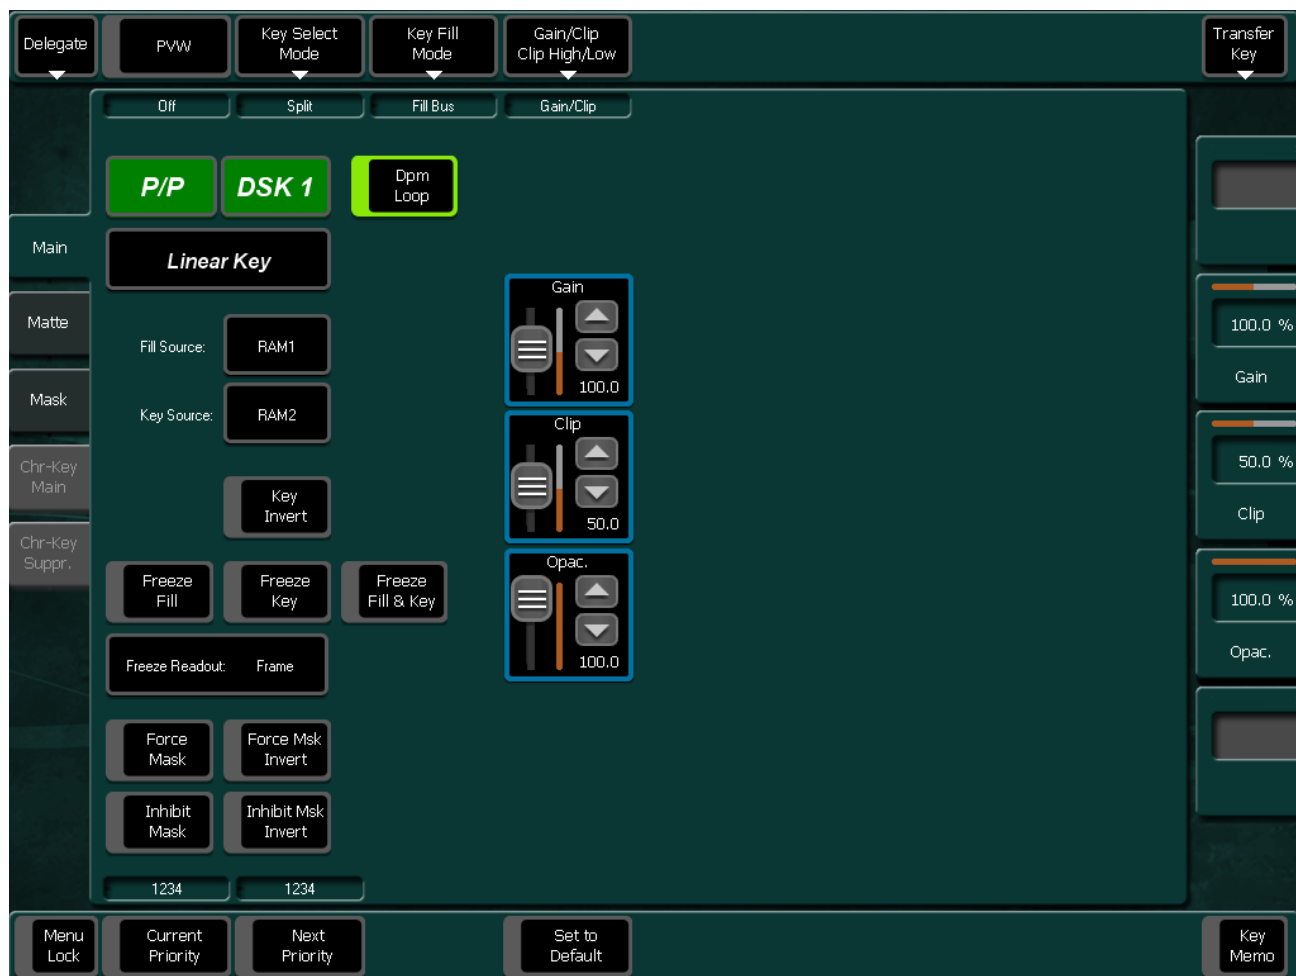 Delegate
PVW
Key Select
Mode
Key Fill
Mode
Gain/Clip
Clip High/Low
Transfer
Key
Off
Split
Fill Bus
Gain/Clip
P/P
DSK 1
Dpm
Loop
Main
Linear Key
Gain
Matte
Fill Source:
RAM1
100.0
100.0 %
Gain
Mask
Key Source:
RAM2
Clip
50.0
50.0 %
Clip
Chr-Key
Main
Key
Invert
Chr-Key
Suppr.
Freeze
Fill
Freeze
Key
Freeze
Fill & Key
Opac.
100.0
100.0 %
Opac.
Freeze Readout: Frame
Force
Mask
Force Msk
Invert
Inhibit
Mask
Inhibit Msk
Invert
1234
1234
Menu
Lock
Current
Priority
Next
Priority
Set to
Default
Key
Memo